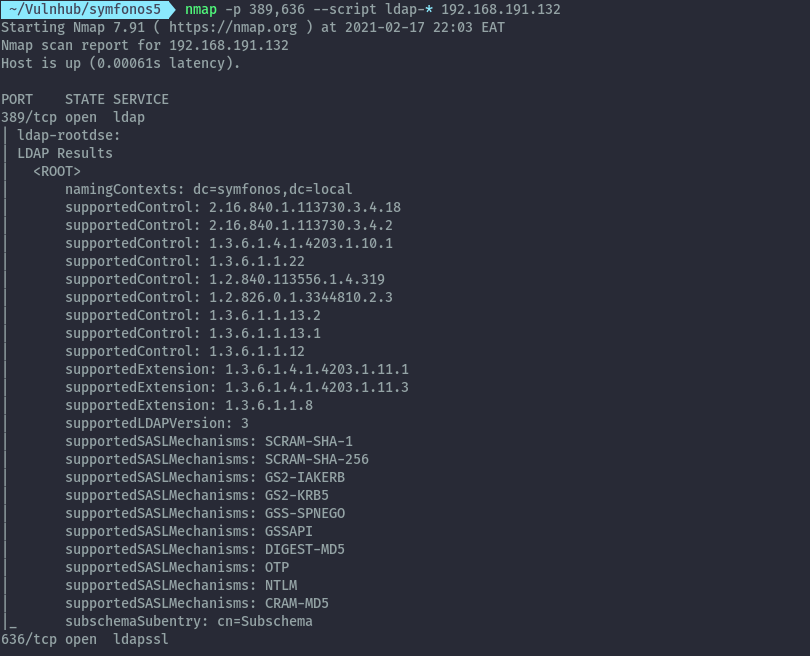 ~/Vulnhub/symfonos5 nmap -p 389,636 --script ldap-* 192.168.191.132
Starting Nmap 7.91 ( https://nmap.org ) at 2021-02-17 22:03 EAT
Nmap scan report for 192.168.191.132
Host is up (0.00061s latency).

PORT    STATE SERVICE
389/tcp open  ldap
| ldap-rootdse:
| LDAP Results
|   <ROOT>
|       namingContexts: dc=symfonos,dc=local
|       supportedControl: 2.16.840.1.113730.3.4.18
|       supportedControl: 2.16.840.1.113730.3.4.2
|       supportedControl: 1.3.6.1.4.1.4203.1.10.1
|       supportedControl: 1.3.6.1.1.22
|       supportedControl: 1.2.840.113556.1.4.319
|       supportedControl: 1.2.826.0.1.3344810.2.3
|       supportedControl: 1.3.6.1.1.13.2
|       supportedControl: 1.3.6.1.1.13.1
|       supportedControl: 1.3.6.1.1.12
|       supportedExtension: 1.3.6.1.4.1.4203.1.11.1
|       supportedExtension: 1.3.6.1.4.1.4203.1.11.3
|       supportedExtension: 1.3.6.1.1.8
|       supportedLDAPVersion: 3
|       supportedSASLMechanisms: SCRAM-SHA-1
|       supportedSASLMechanisms: SCRAM-SHA-256
|       supportedSASLMechanisms: GS2-IAKERB
|       supportedSASLMechanisms: GS2-KRB5
|       supportedSASLMechanisms: GSS-SPNEGO
|       supportedSASLMechanisms: GSSAPI
|       supportedSASLMechanisms: DIGEST-MD5
|       supportedSASLMechanisms: OTP
|       supportedSASLMechanisms: NTLM
|       supportedSASLMechanisms: CRAM-MD5
|_      subschemaSubentry: cn=Subschema
636/tcp open  ldapssl